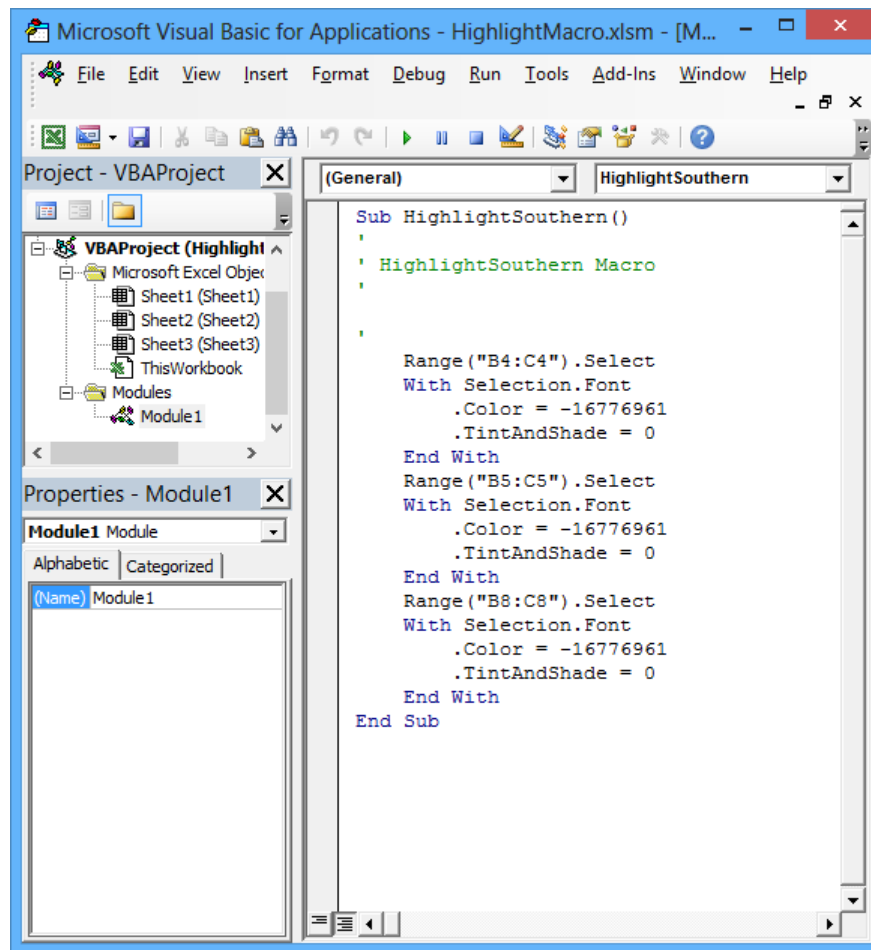 Microsoft Visual Basic for Applications - HighlightMacro.xlsm - [M...
File Edit View Insert Format Debug Run Tools Add-Ins Window Help
Project - VBAProject
VBAProject (Highlight
Microsoft Excel Objec
Sheet1 (Sheet1)
Sheet2 (Sheet2)
Sheet3 (Sheet3)
ThisWorkbook
Modules
Module1
Properties - Module1
Module1 Module
Alphabetic Categorized
(Name) Module1
(General) HighlightSouthern
Sub HighlightSouthern()
'
' HighlightSouthern Macro
'
'
Range("B4:C4").Select
With Selection.Font
.Color = -16776961
.TintAndShade = 0
End With
Range("B5:C5").Select
With Selection.Font
.Color = -16776961
.TintAndShade = 0
End With
Range("B8:C8").Select
With Selection.Font
.Color = -16776961
.TintAndShade = 0
End With
End Sub